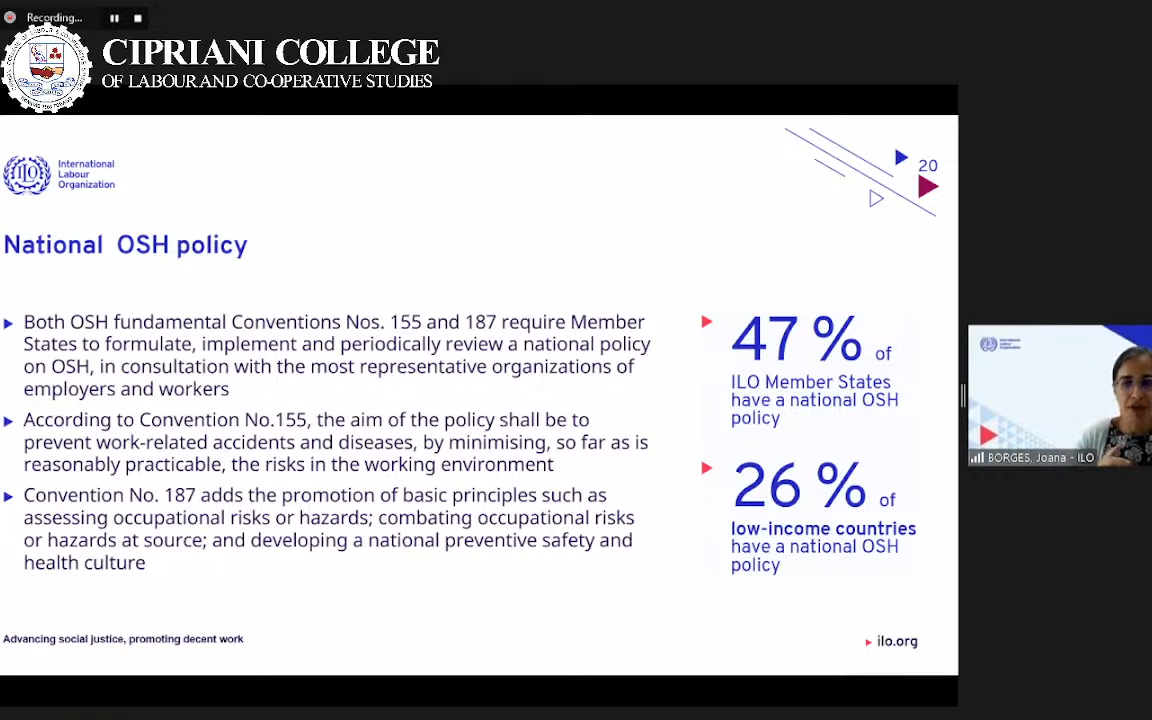 Recording...
CIPRIANI COLLEGE
OF LABOUR AND CO-OPERATIVE STUDIES
International
Labour
Organization
20
National OSH policy
Both OSH fundamental Conventions Nos. 155 and 187 require Member
States to formulate, implement and periodically review a national policy
on OSH, in consultation with the most representative organizations of
employers and workers
According to Convention No.155, the aim of the policy shall be to
prevent work-related accidents and diseases, by minimising, so far as is
reasonably practicable, the risks in the working environment
Convention No. 187 adds the promotion of basic principles such as
assessing occupational risks or hazards; combating occupational risks
or hazards at source; and developing a national preventive safety and
health culture
47 % of
ILO Member States
have a national OSH
policy
26 % of
low-income countries
have a national OSH
policy
Advancing social justice, promoting decent work
ilo.org
BORGES, Joana - ILO